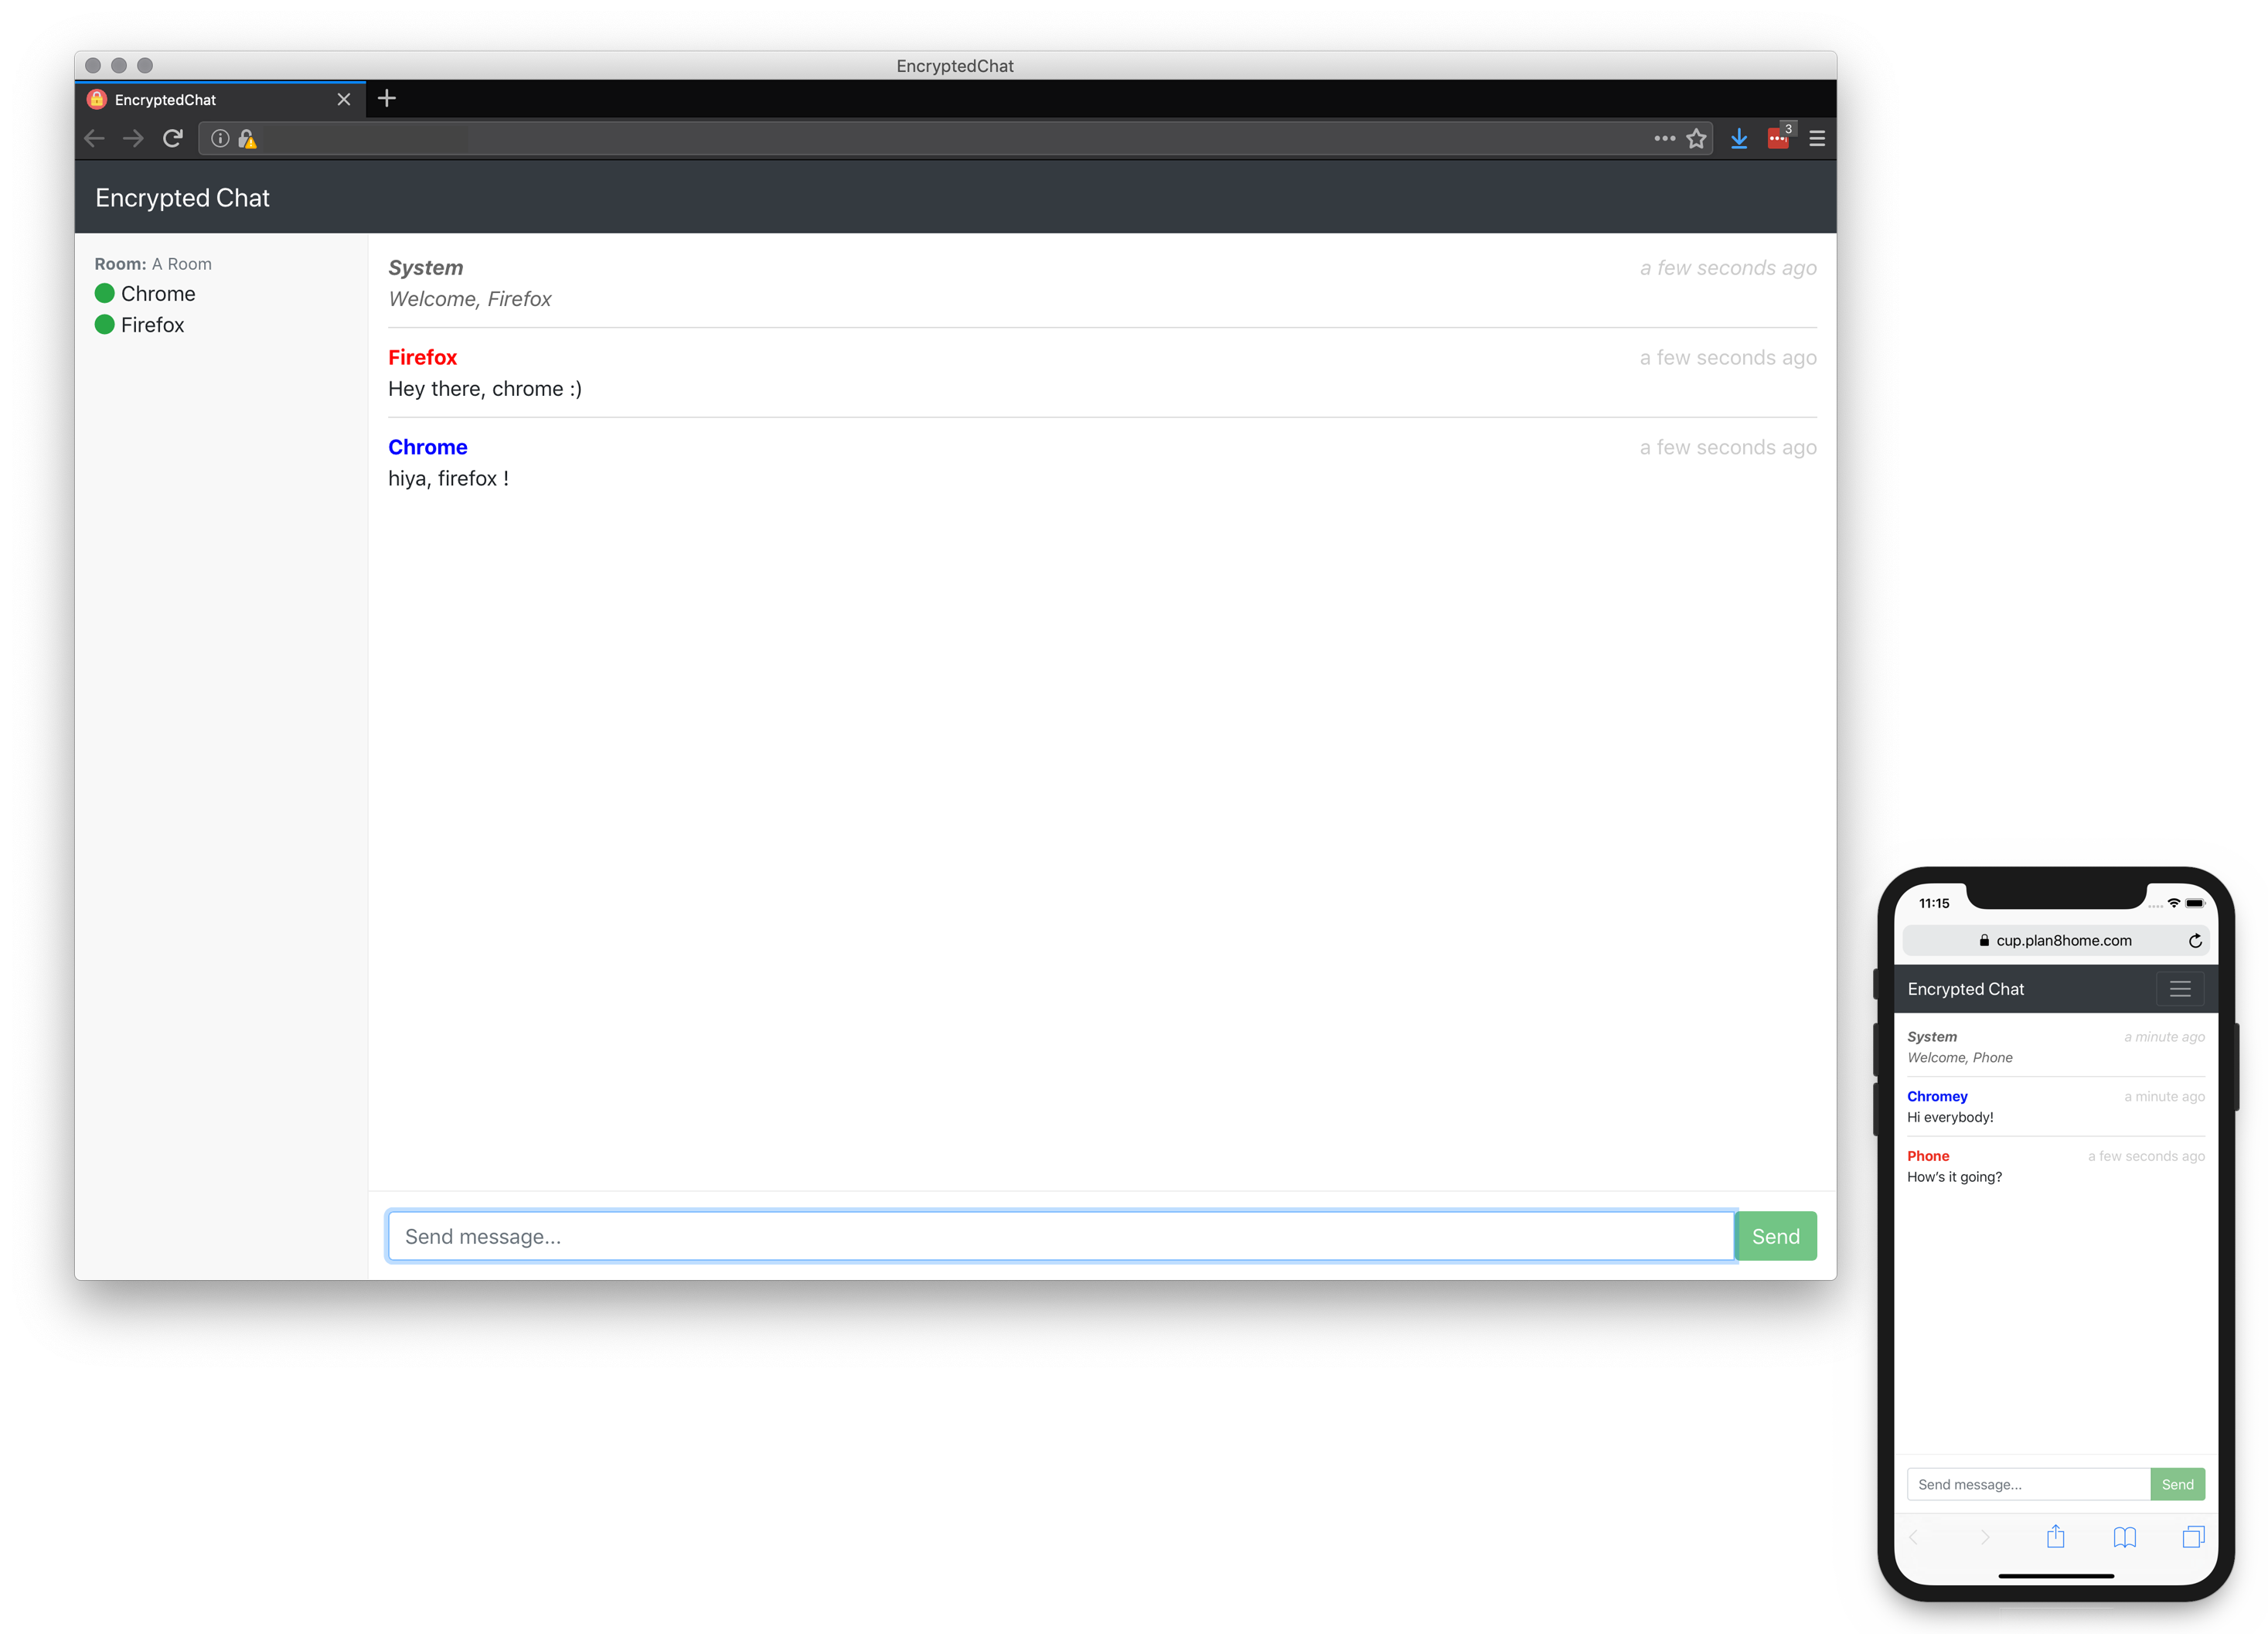 EncryptedChat
EncryptedChat
3
Encrypted Chat
Room: A Room
Chrome
Firefox
System a few seconds ago
Welcome, Firefox
Firefox a few seconds ago
Hey there, chrome :)
Chrome a few seconds ago
hiya, firefox !
Send message... Send
11:15
cup.plan8home.com
Encrypted Chat
System a minute ago
Welcome, Phone
Chromey a minute ago
Hi everybody!
Phone a few seconds ago
How’s it going?
Send message... Send